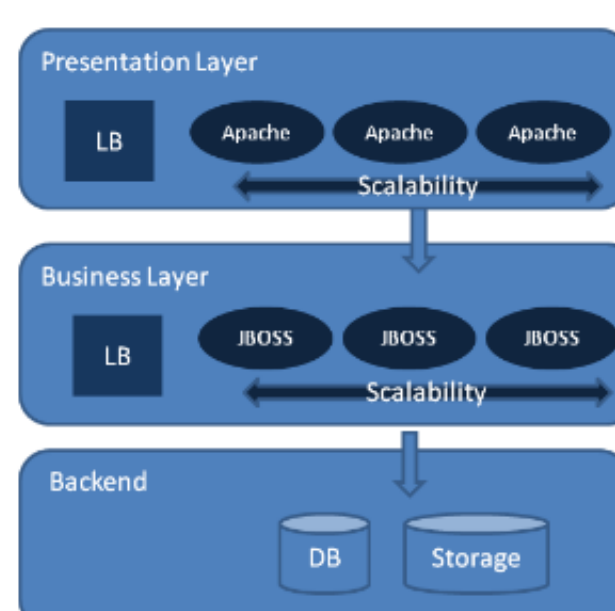 Presentation Layer
LB Apache Apache Apache
Scalability
Business Layer
LB JBOSS JBOSS JBOSS
Scalability
Backend
DB Storage